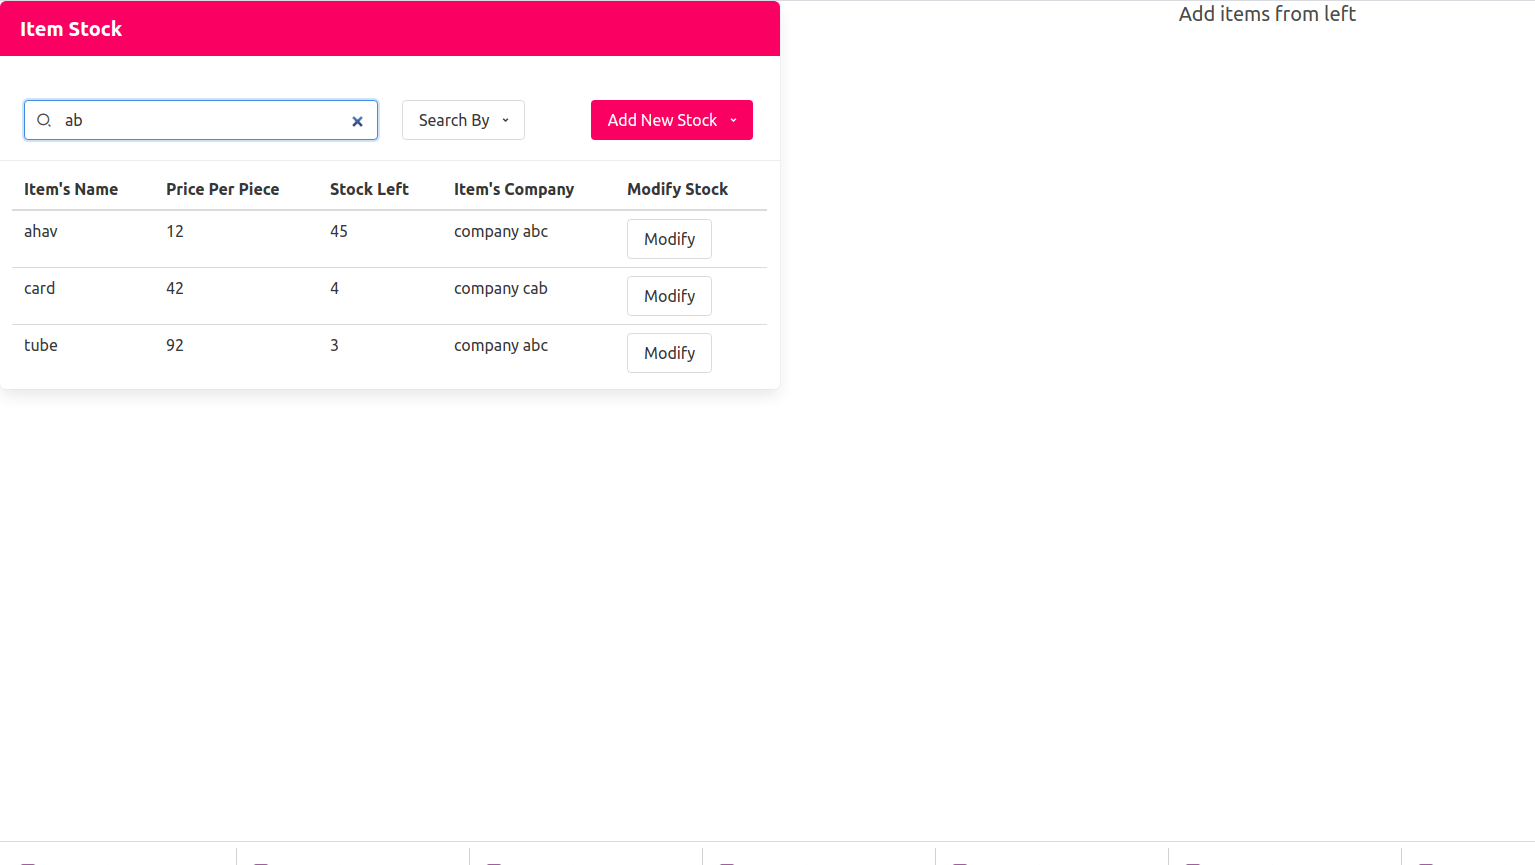 Item Stock
Add items from left
ab
Search By
Add New Stock
Item's Name Price Per Piece Stock Left Item's Company Modify Stock
ahav 12 45 company abc Modify
card 42 4 company cab Modify
tube 92 3 company abc Modify